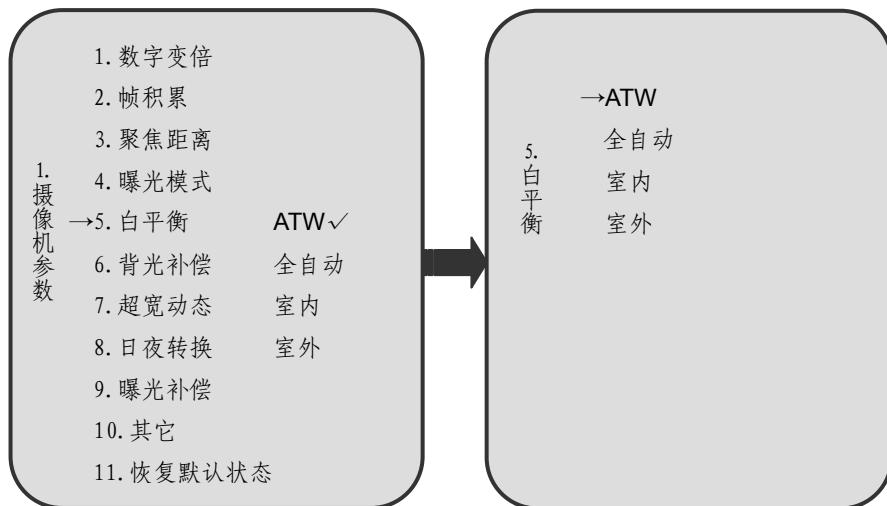 1.摄像机参数
1.数字变倍
2.帧积累
3.聚焦距离
4.曝光模式
→5.白平衡 ATW✓
6.背光补偿 全自动
7.超宽动态 室内
8.日夜转换 室外
9.曝光补偿
10.其它
11.恢复默认状态
5.白平衡
→ATW
全自动
室内
室外